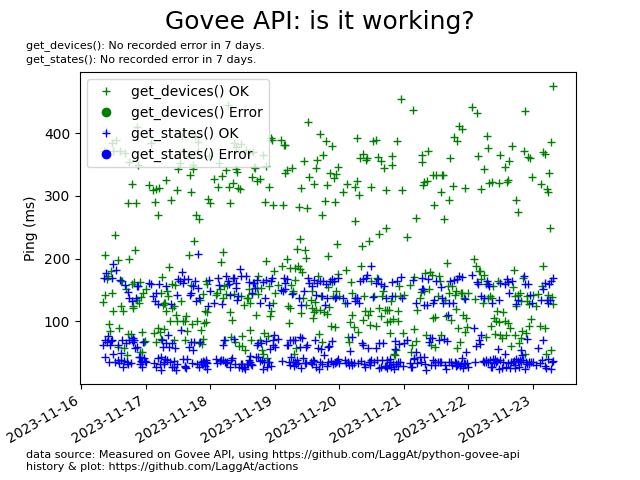 Govee API: is it working?
get_devices(): No recorded error in 7 days.
get_states(): No recorded error in 7 days.
get_devices() OK
get_devices() Error
get_states() OK
get_states() Error
Ping (ms)
400
300
200
100
2023-11-16
2023-11-17
2023-11-18
2023-11-19
2023-11-20
2023-11-21
2023-11-22
2023-11-23
data source: Measured on Govee API, using https://github.com/LaggAt/python-govee-api
history & plot: https://github.com/LaggAt/actions